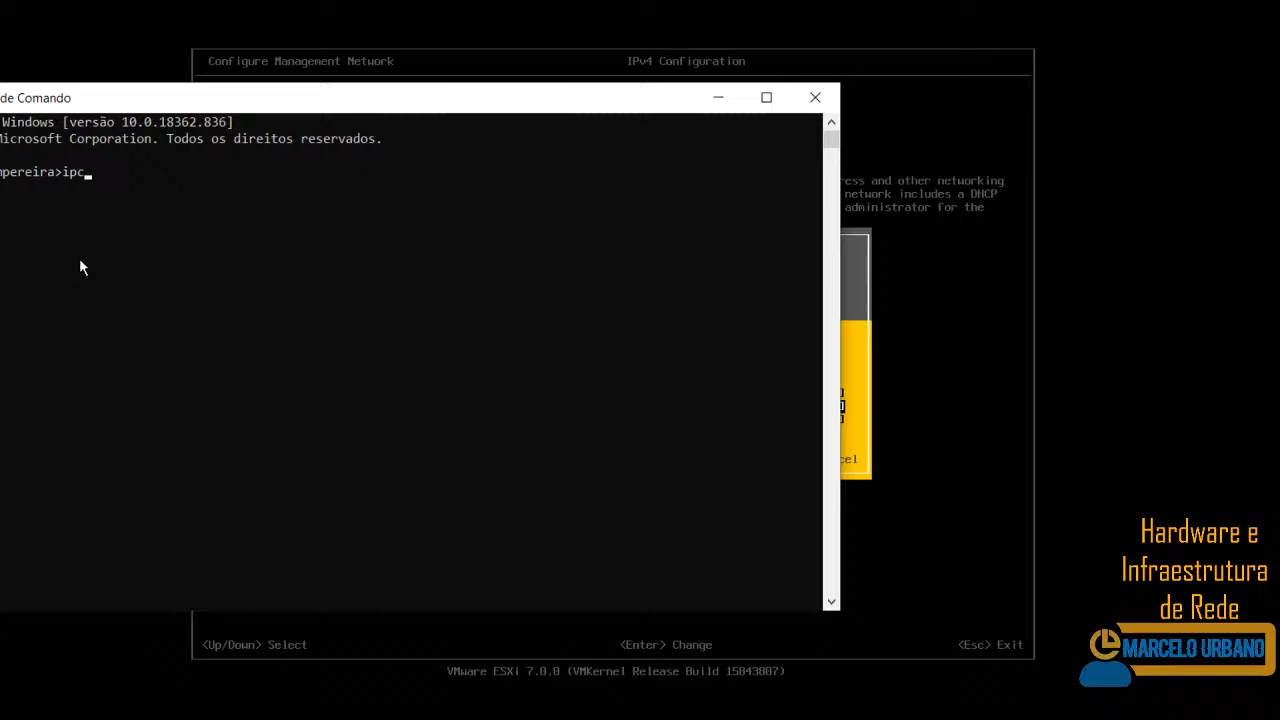 Configure Management Network
IPv4 Configuration
de Comando
Windows [versão 10.0.18362.836]
Microsoft Corporation. Todos os direitos reservados.
mpereira>ipc
ress and other networking
network includes a DHCP
administrator for the
cel
Hardware e
Infraestrutura
de Rede
MARCELO URBANO
<Up/Down> Select
<Enter> Change
<Esc> Exit
VMware ESXi 7.0.0 (VMKernel Release Build 15843807)